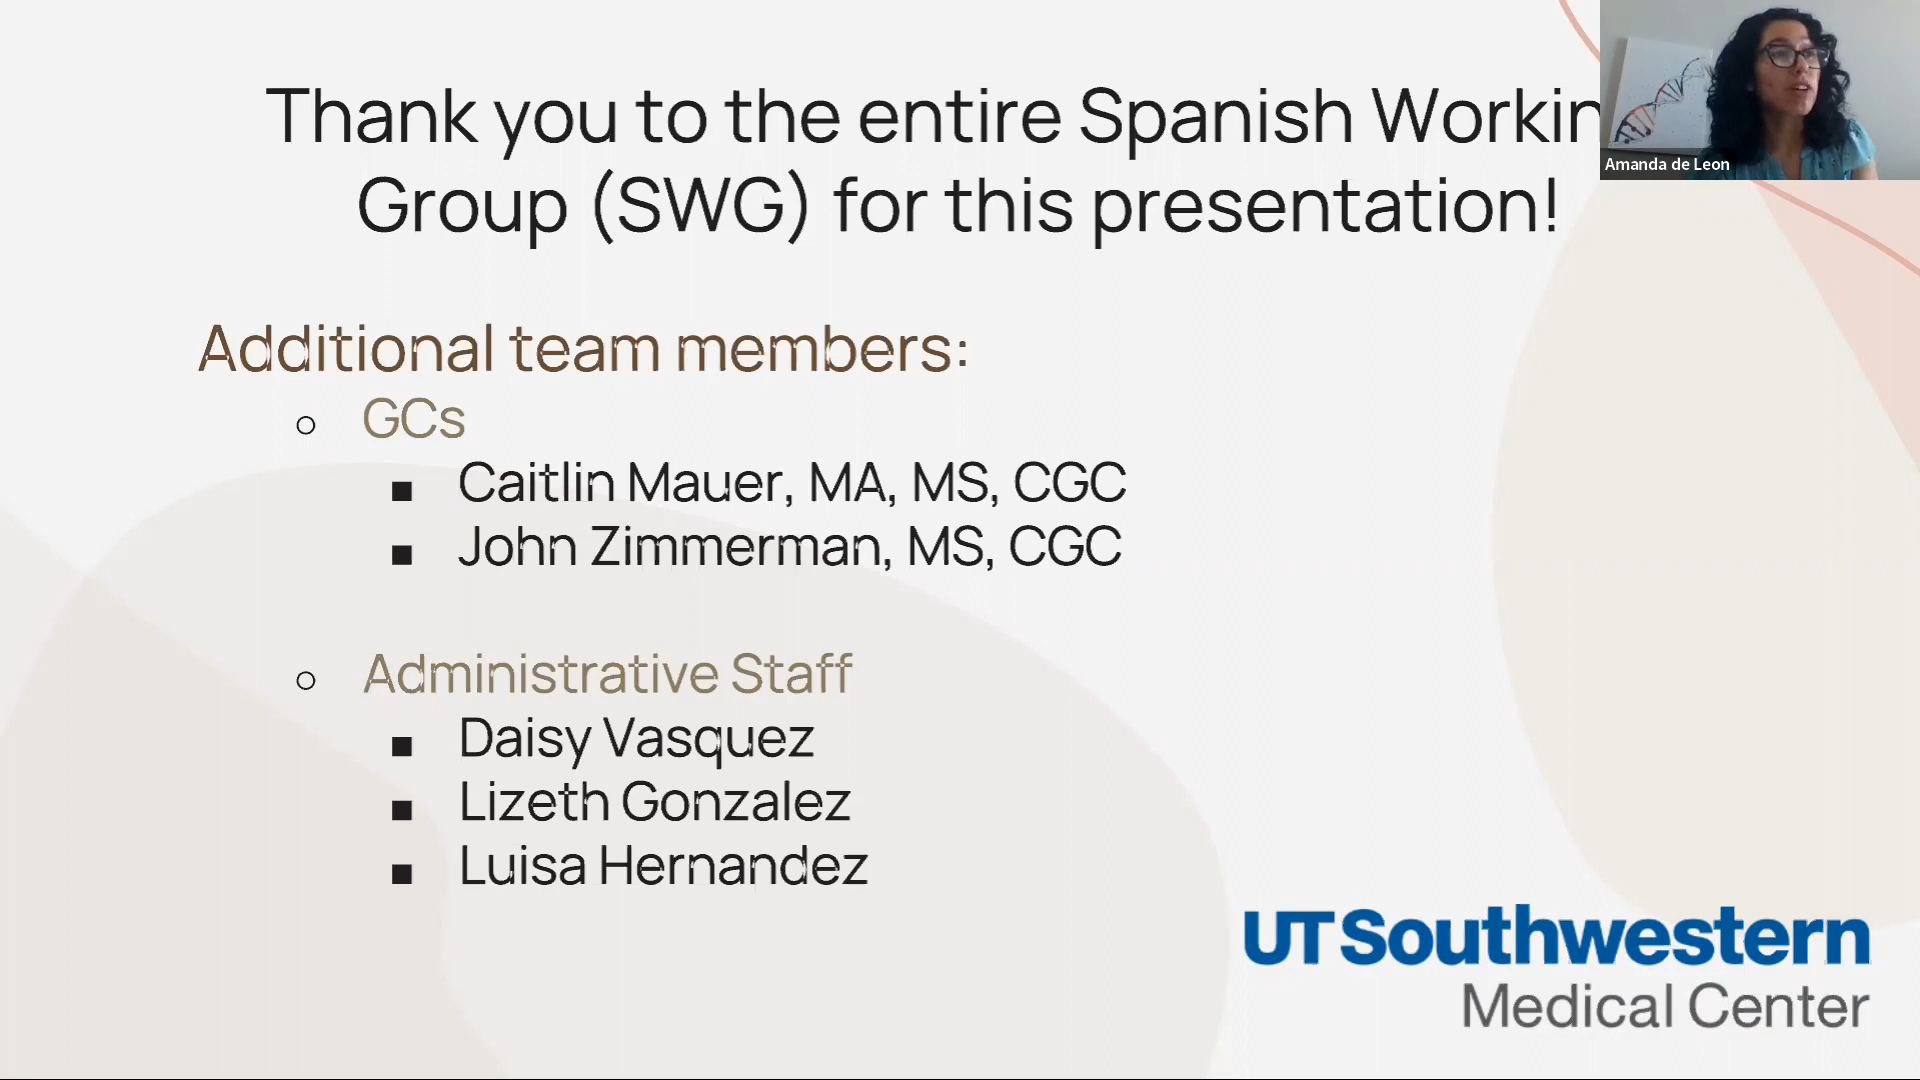 Thank you to the entire Spanish Workin
Group (SWG) for this presentation!
Amanda de Leon
Additional team members:
GCs
Caitlin Mauer, MA, MS, CGC
John Zimmerman, MS, CGC
Administrative Staff
Daisy Vasquez
Lizeth Gonzalez
Luisa Hernandez
UT Southwestern
Medical Center